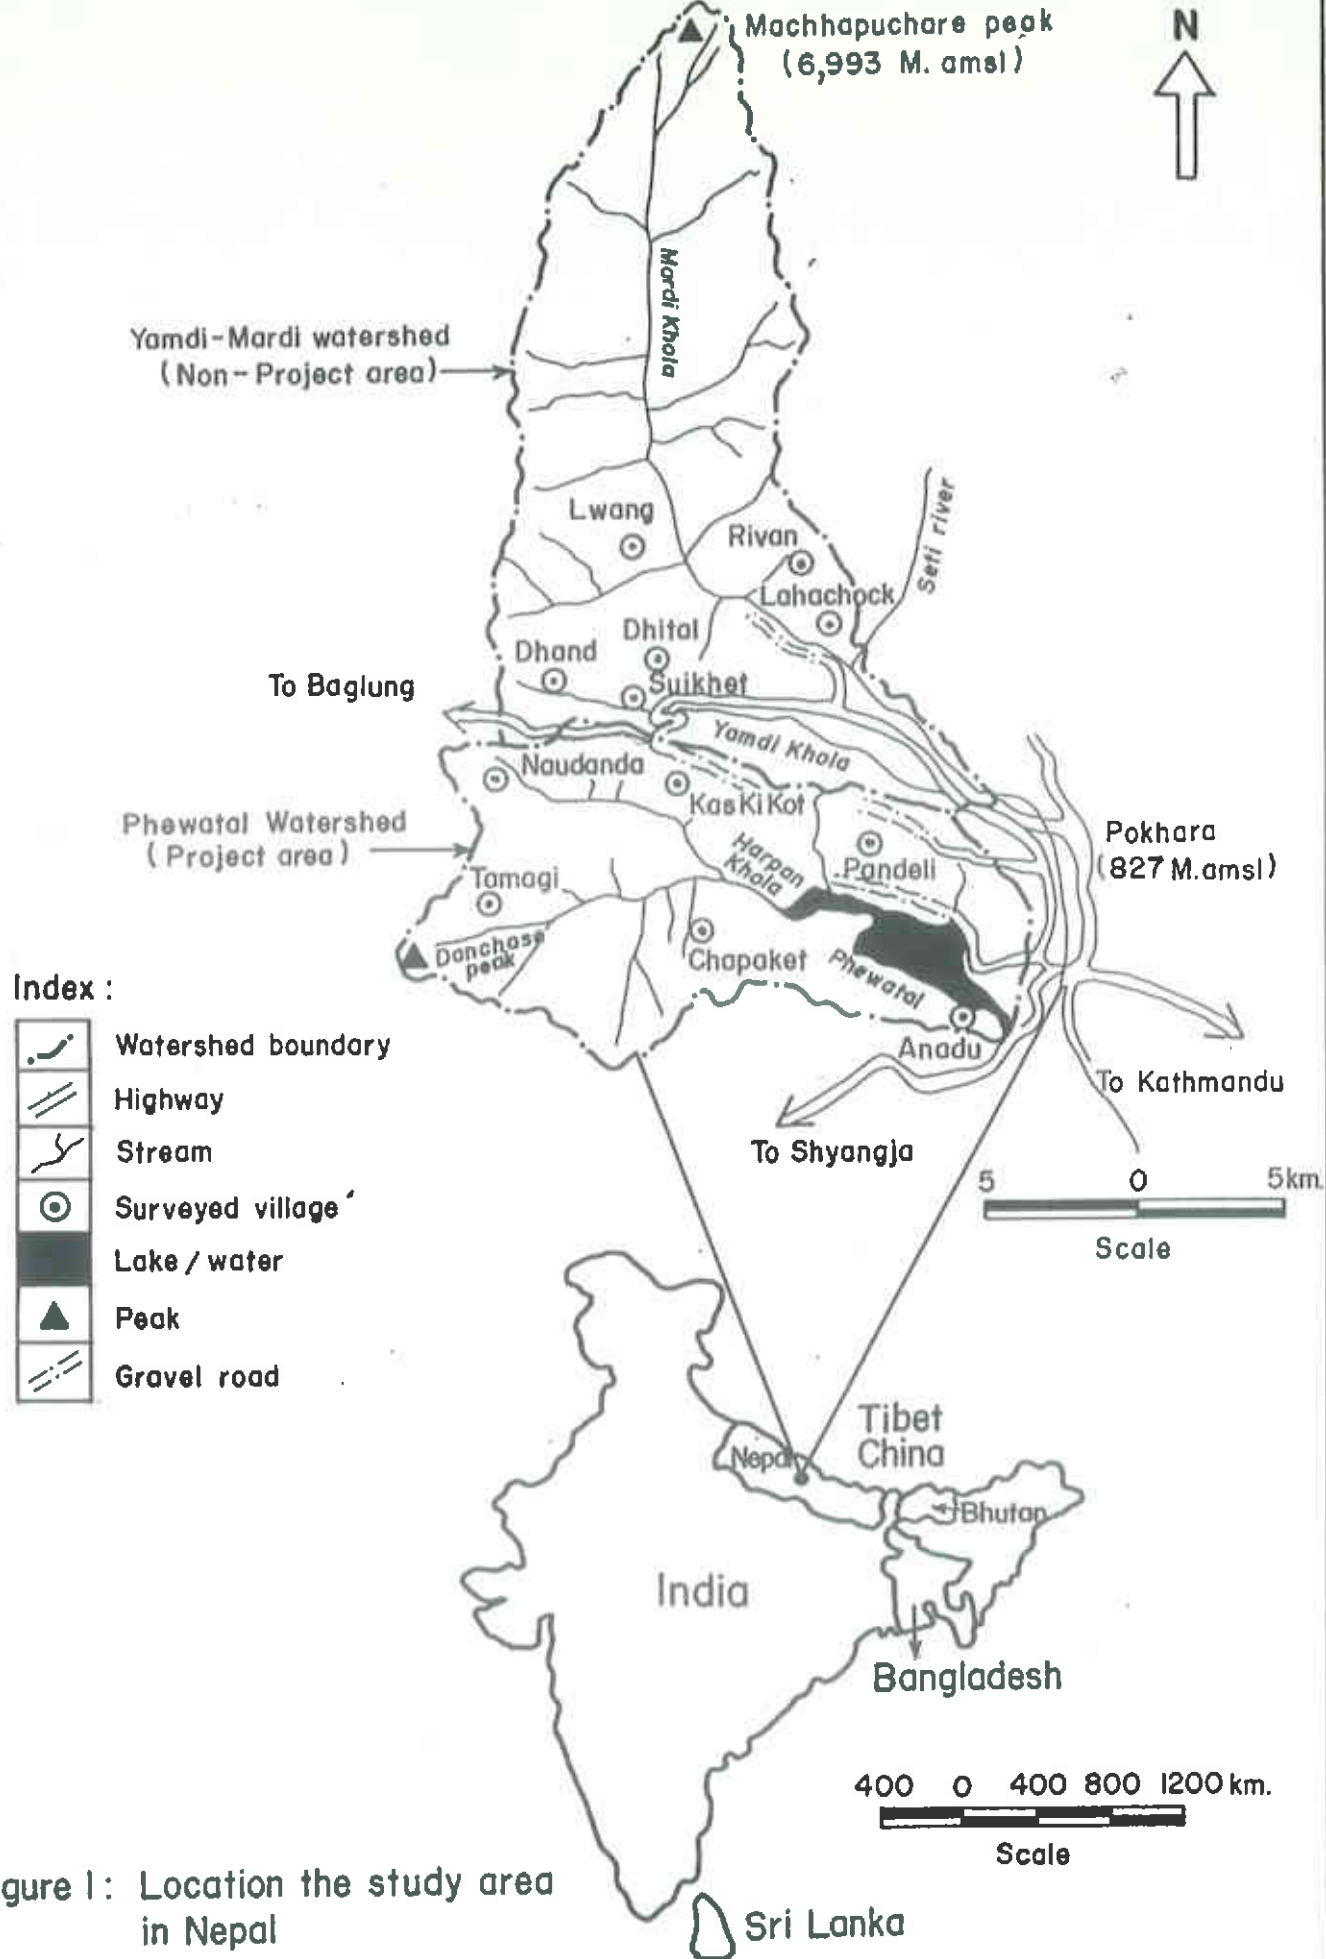 Machhapuchare peak
(6,993 M. amsl)
N
Mardi Khola
Yamdi-Mardi watershed
(Non-Project area)
Lwang
Rivan
Seti river
Lahachock
Dhital
Dhand
Suikhet
To Baglung
Yamdi Khola
Naudanda
KasKiKot
Phewatal Watershed
(Project area)
Pokhara
(827 M.amsl)
Harpan
Khola
Pandeli
Tomagi
Danchase
peak
Chapaket
Phewatal
Anadu
To Kathmandu
To Shyangja
5 0 5km.
Scale
Index :
Watershed boundary
Highway
Stream
Surveyed village
Lake / water
Peak
Gravel road
Tibet
China
Nepal
Bhutan
India
Bangladesh
400 0 400 800 1200 km.
Scale
gure 1: Location the study area
in Nepal
Sri Lanka